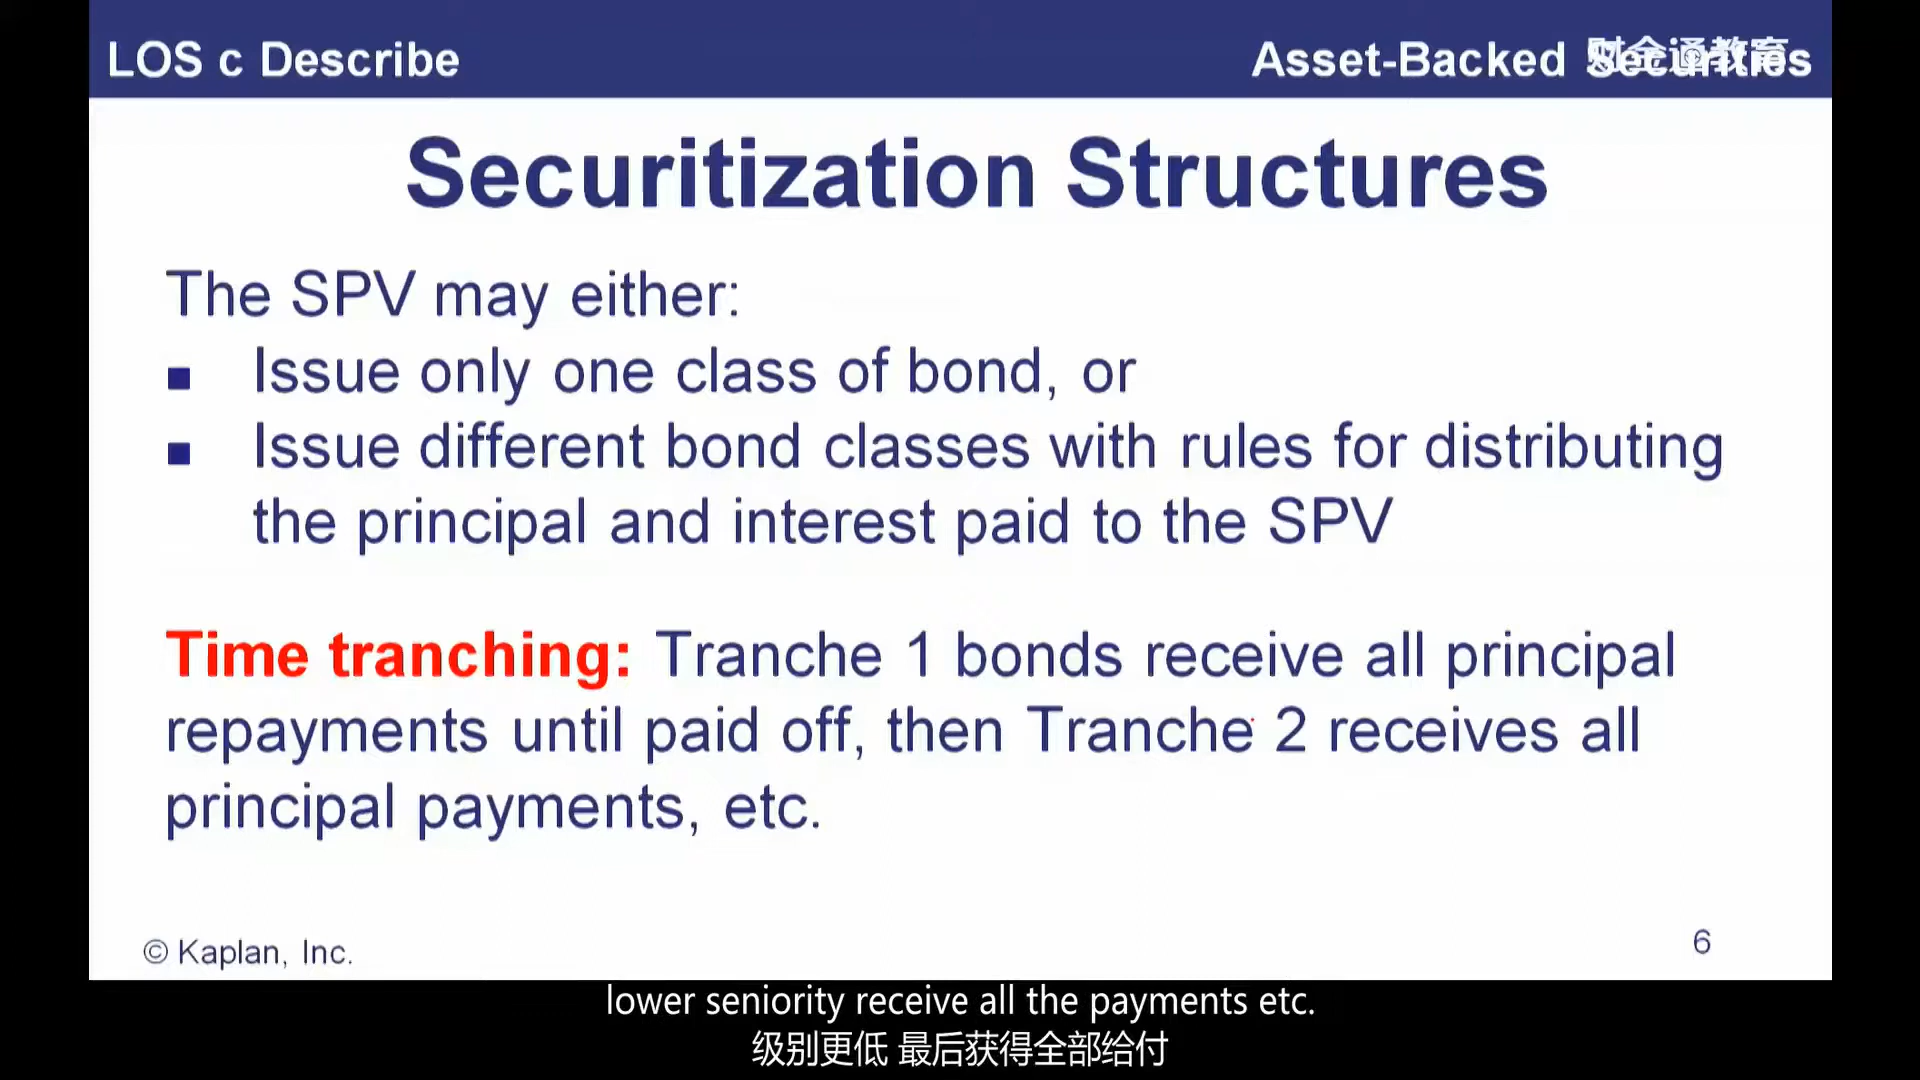 LOS c Describe
Asset-Backed Securities
财金通教育
Securitization Structures
The SPV may either:
■ Issue only one class of bond, or
■ Issue different bond classes with rules for distributing
the principal and interest paid to the SPV
Time tranching: Tranche 1 bonds receive all principal
repayments until paid off, then Tranche 2 receives all
principal payments, etc.
© Kaplan, Inc.
6
lower seniority receive all the payments etc.
级别更低 最后获得全部给付